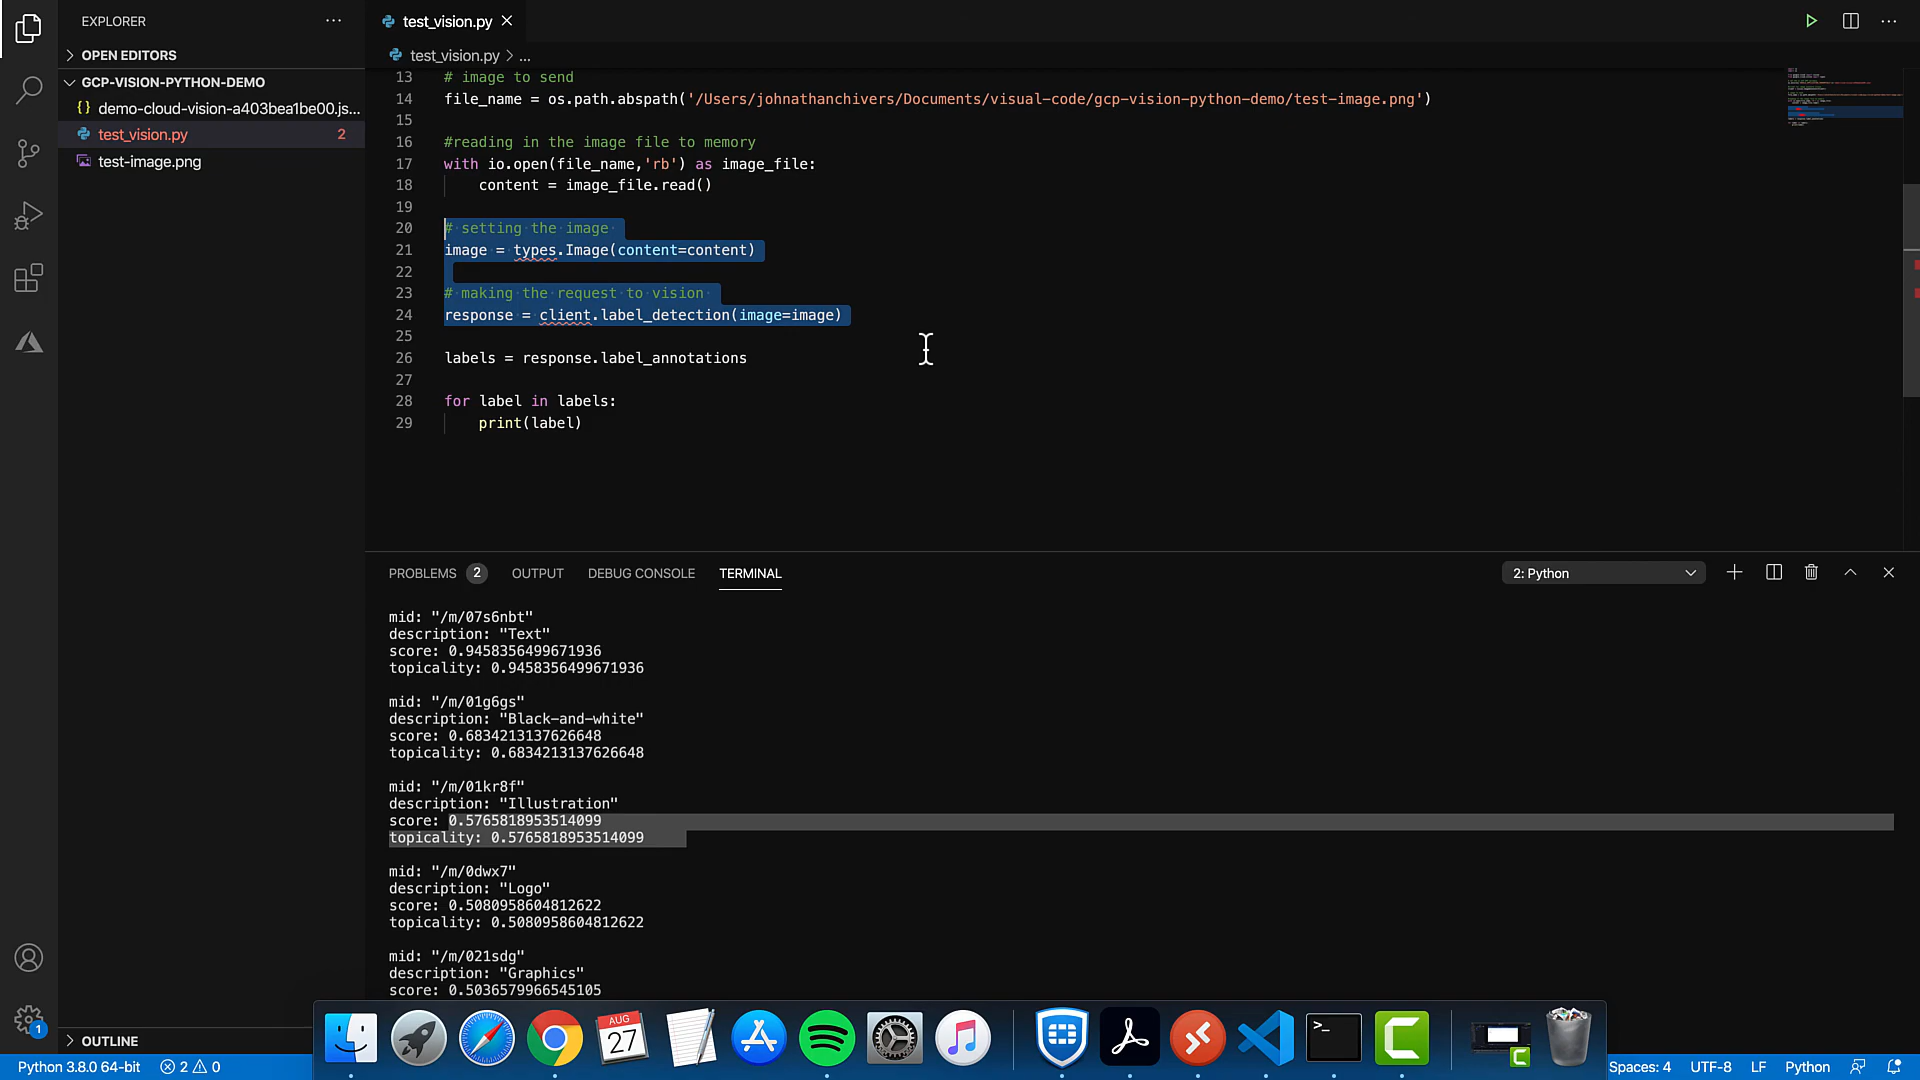 EXPLORER
OPEN EDITORS
GCP-VISION-PYTHON-DEMO
demo-cloud-vision-a403bea1be00.js...
test_vision.py 2
test-image.png
OUTLINE
test_vision.py
test_vision.py > ...
13 # image to send
14 file_name = os.path.abspath('/Users/johnathanchivers/Documents/visual-code/gcp-vision-python-demo/test-image.png')
15
16 #reading in the image file to memory
17 with io.open(file_name,'rb') as image_file:
18 content = image_file.read()
19
20 # setting the image
21 image = types.Image(content=content)
22
23 # making the request to vision
24 response = client.label_detection(image=image)
25
26 labels = response.label_annotations
27
28 for label in labels:
29 print(label)
PROBLEMS 2 OUTPUT DEBUG CONSOLE TERMINAL 2: Python
mid: "/m/07s6nbt"
description: "Text"
score: 0.9458356499671936
topicality: 0.9458356499671936
mid: "/m/01g6gs"
description: "Black-and-white"
score: 0.6834213137626648
topicality: 0.6834213137626648
mid: "/m/01kr8f"
description: "Illustration"
score: 0.5765818953514099
topicality: 0.5765818953514099
mid: "/m/0dwx7"
description: "Logo"
score: 0.5080958604812622
topicality: 0.5080958604812622
mid: "/m/021sdg"
description: "Graphics"
score: 0.5036579966545105
1
AUG
27
>_
Python 3.8.0 64-bit 2 0 Spaces: 4 UTF-8 LF Python